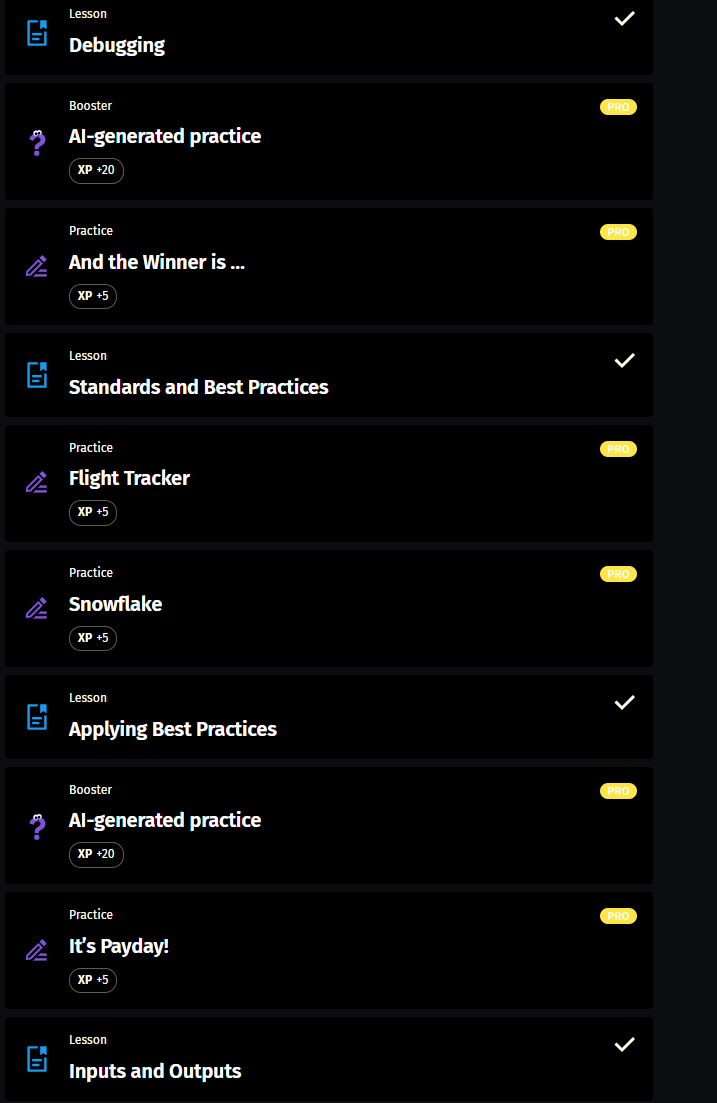 Lesson
Debugging
Booster
PRO
AI-generated practice
XP +20
Practice
PRO
And the Winner is ...
XP +5
Lesson
Standards and Best Practices
Practice
PRO
Flight Tracker
XP +5
Practice
PRO
Snowflake
XP +5
Lesson
Applying Best Practices
Booster
PRO
AI-generated practice
XP +20
Practice
PRO
It’s Payday!
XP +5
Lesson
Inputs and Outputs